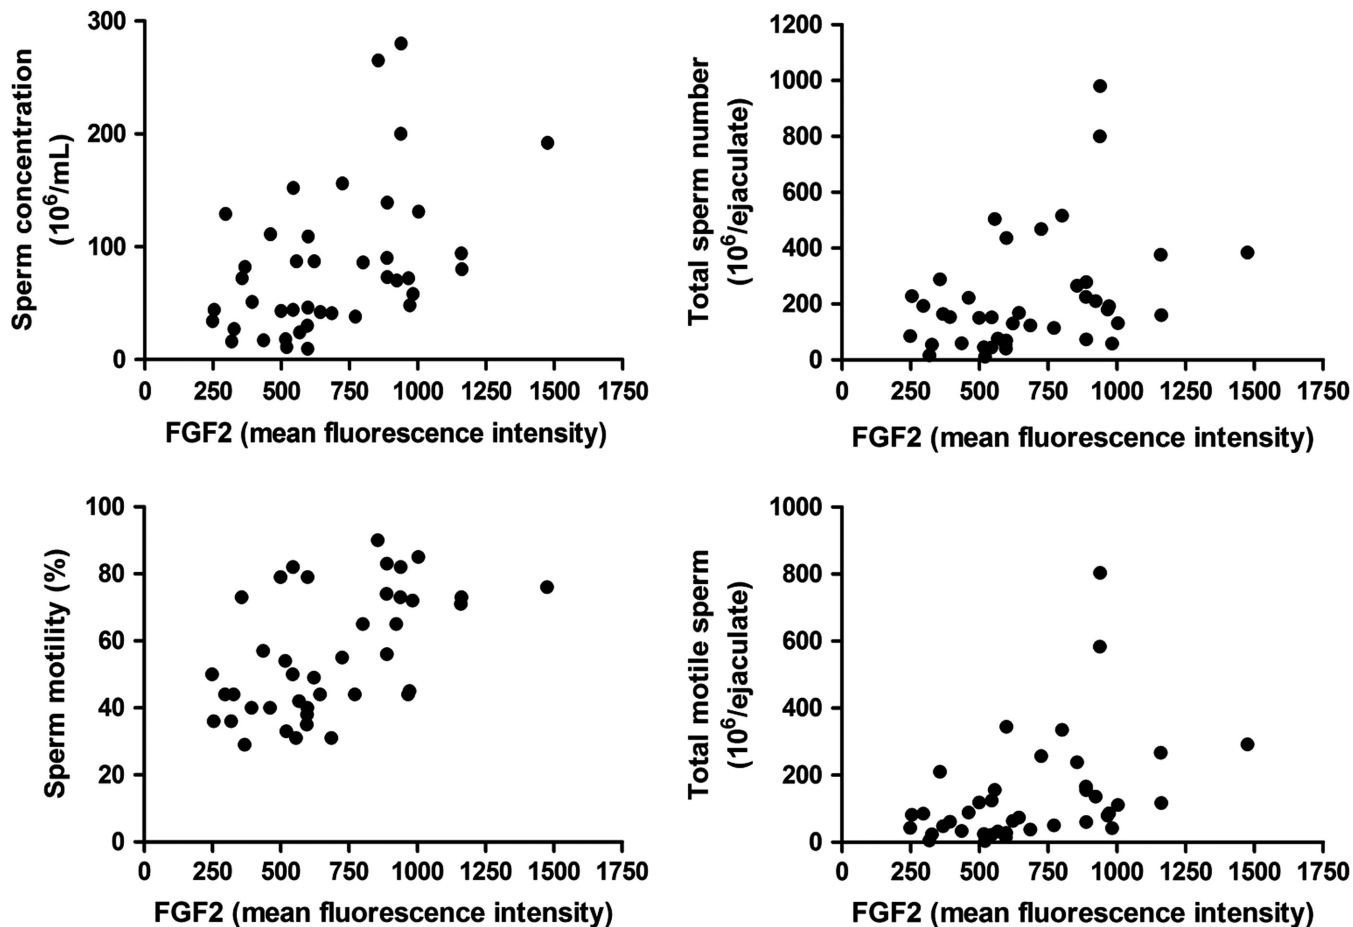 Sperm concentration
(10⁶/mL)
300
200
100
0
0 250 500 750 1000 1250 1500 1750
FGF2 (mean fluorescence intensity)
Total sperm number
(10⁶/ejaculate)
1200
1000
800
600
400
200
0
0 250 500 750 1000 1250 1500 1750
FGF2 (mean fluorescence intensity)
Sperm motility (%)
100
80
60
40
20
0
0 250 500 750 1000 1250 1500 1750
FGF2 (mean fluorescence intensity)
Total motile sperm
(10⁶/ejaculate)
1000
800
600
400
200
0
0 250 500 750 1000 1250 1500 1750
FGF2 (mean fluorescence intensity)